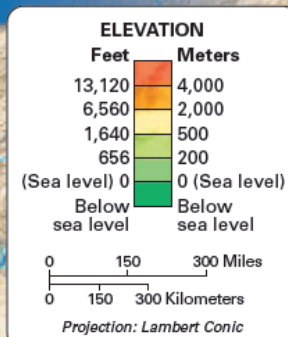 ELEVATION
Feet Meters
13,120 4,000
6,560 2,000
1,640 500
656 200
(Sea level) 0 0 (Sea level)
Below Below
sea level sea level
0 150 300 Miles
0 150 300 Kilometers
Projection: Lambert Conic